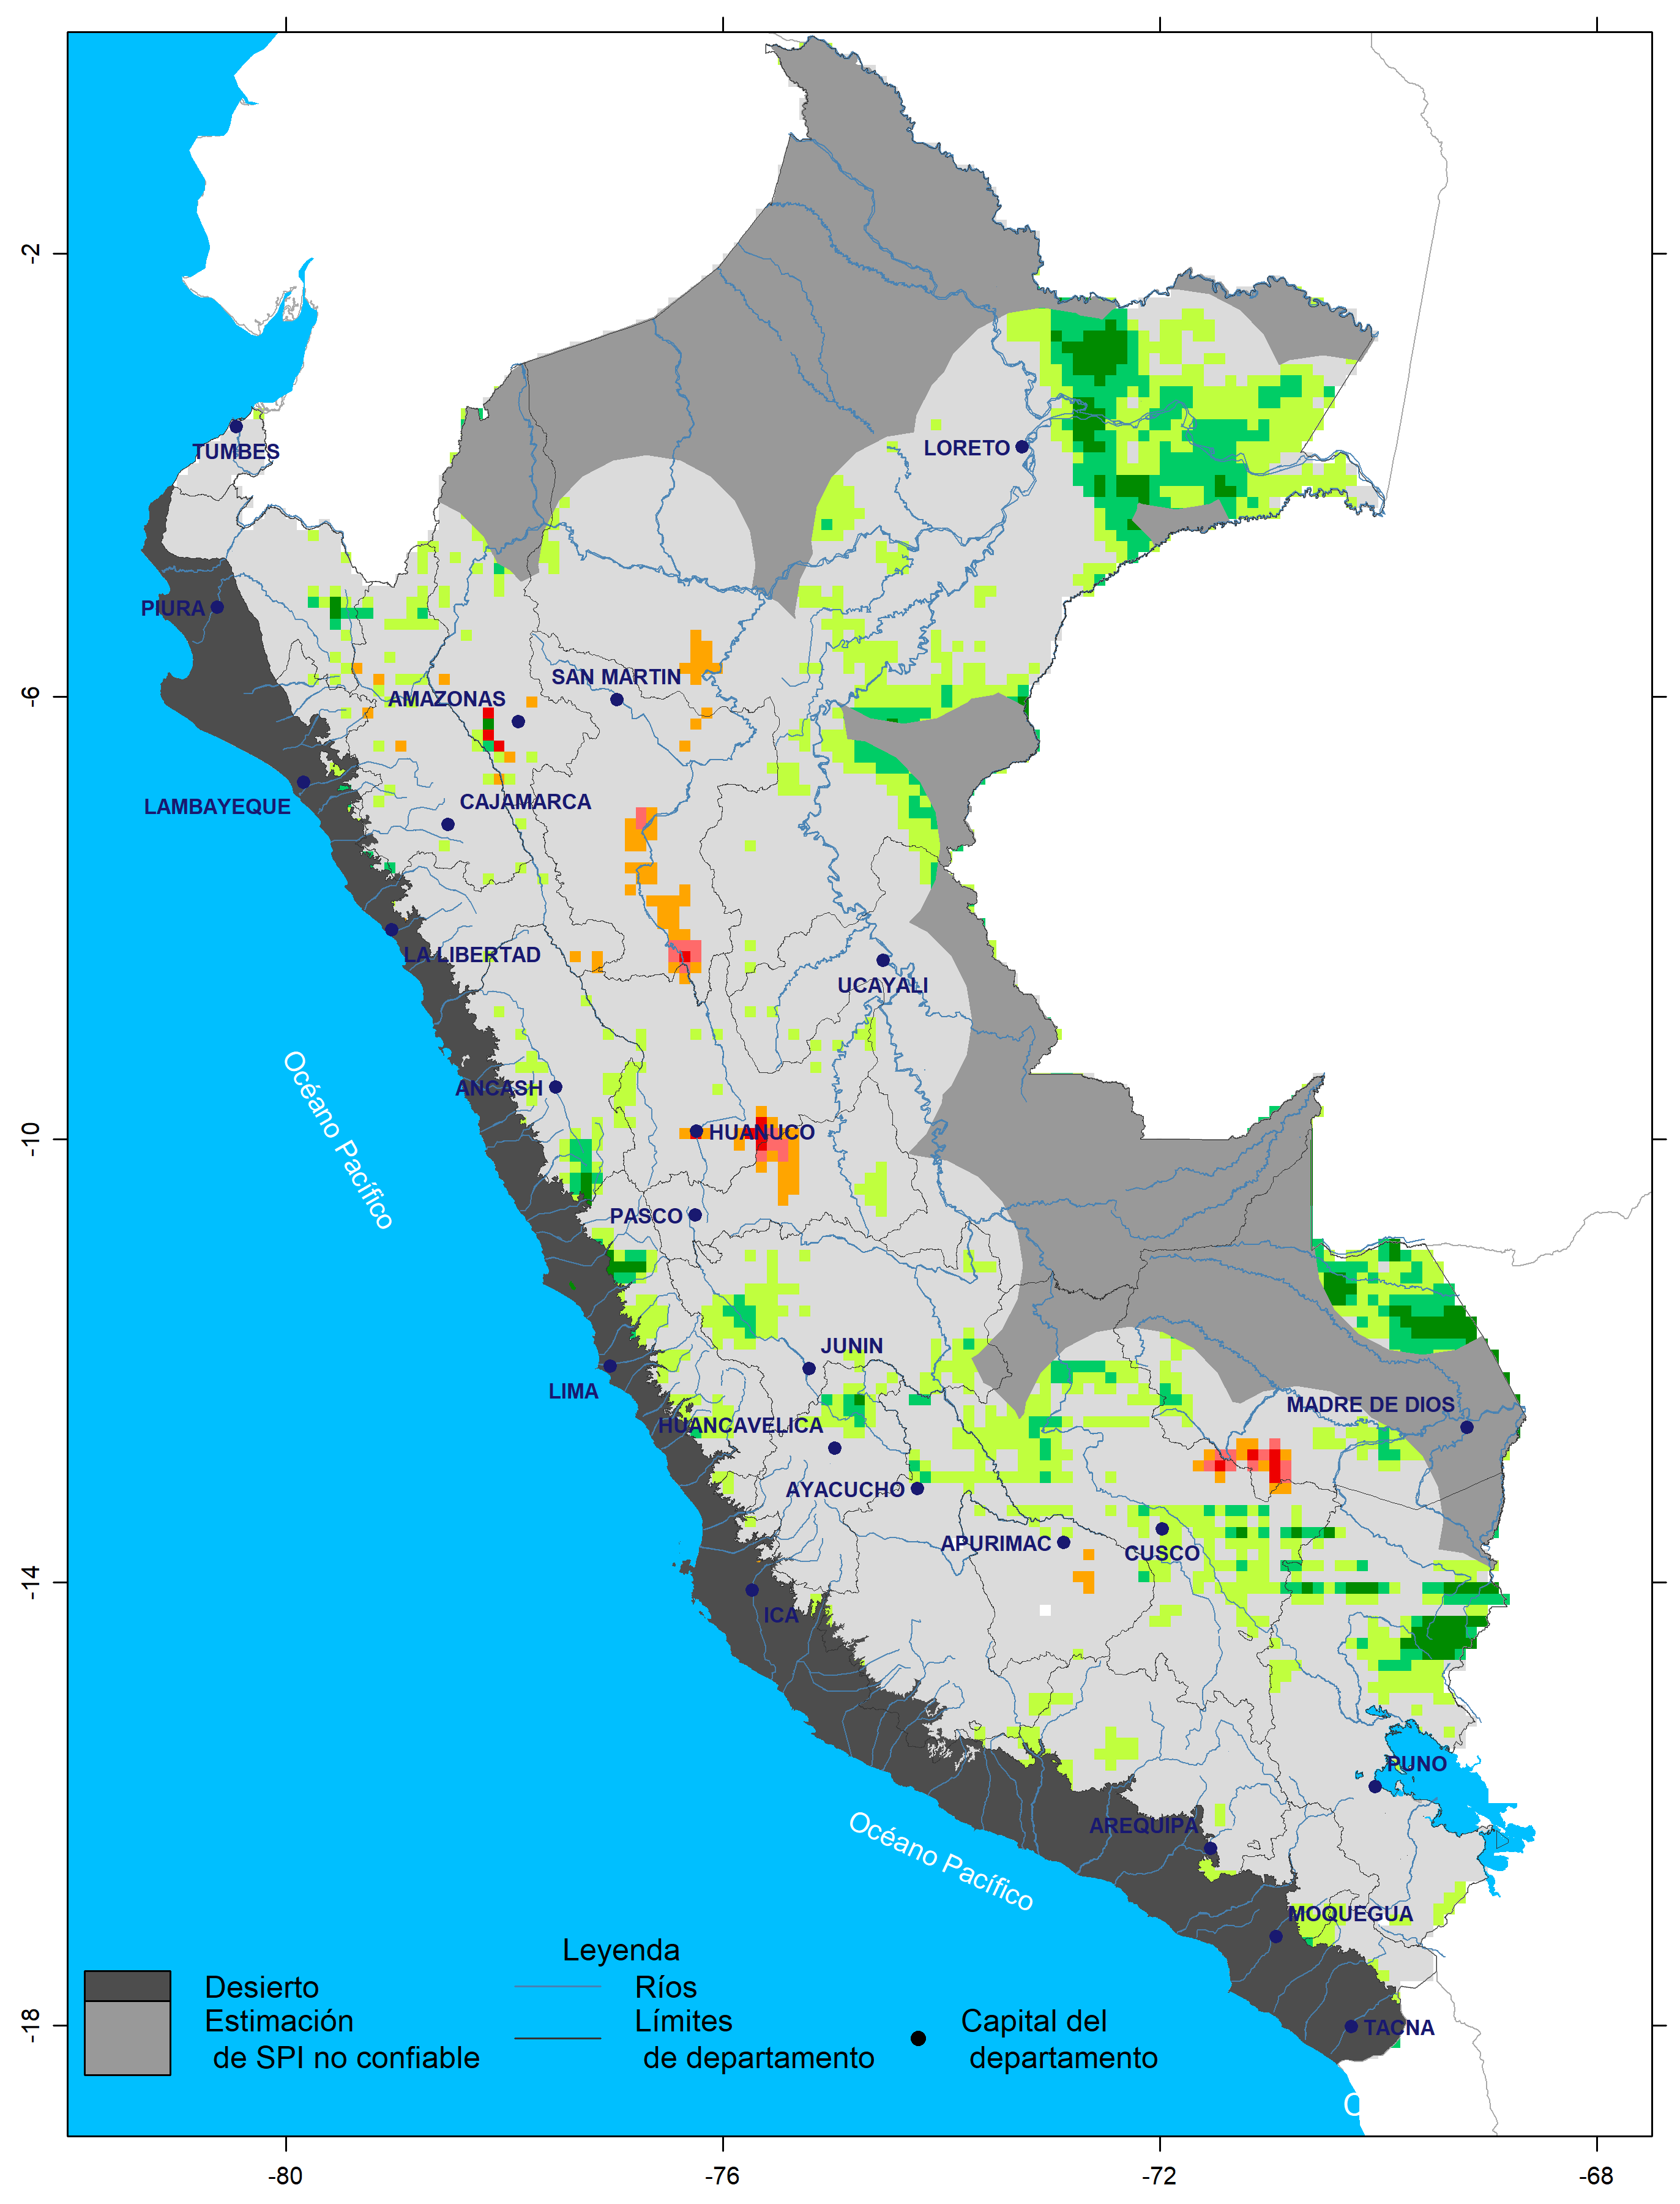 -2
-6
-10
-14
-18
TUMBES
LORETO
PIURA
SAN MARTIN
AMAZONAS
LAMBAYEQUE
CAJAMARCA
LA LIBERTAD
UCAYALI
Océano Pacífico
ANCASH
HUANUCO
PASCO
JUNIN
LIMA
MADRE DE DIOS
HUANCAVELICA
AYACUCHO
APURIMAC
CUSCO
ICA
PUNO
Océano Pacífico
AREQUIPA
MOQUEGUA
TACNA
Leyenda
Desierto
Estimación
de SPI no confiable
Ríos
Límites
de departamento
Capital del
departamento
-80
-76
-72
-68